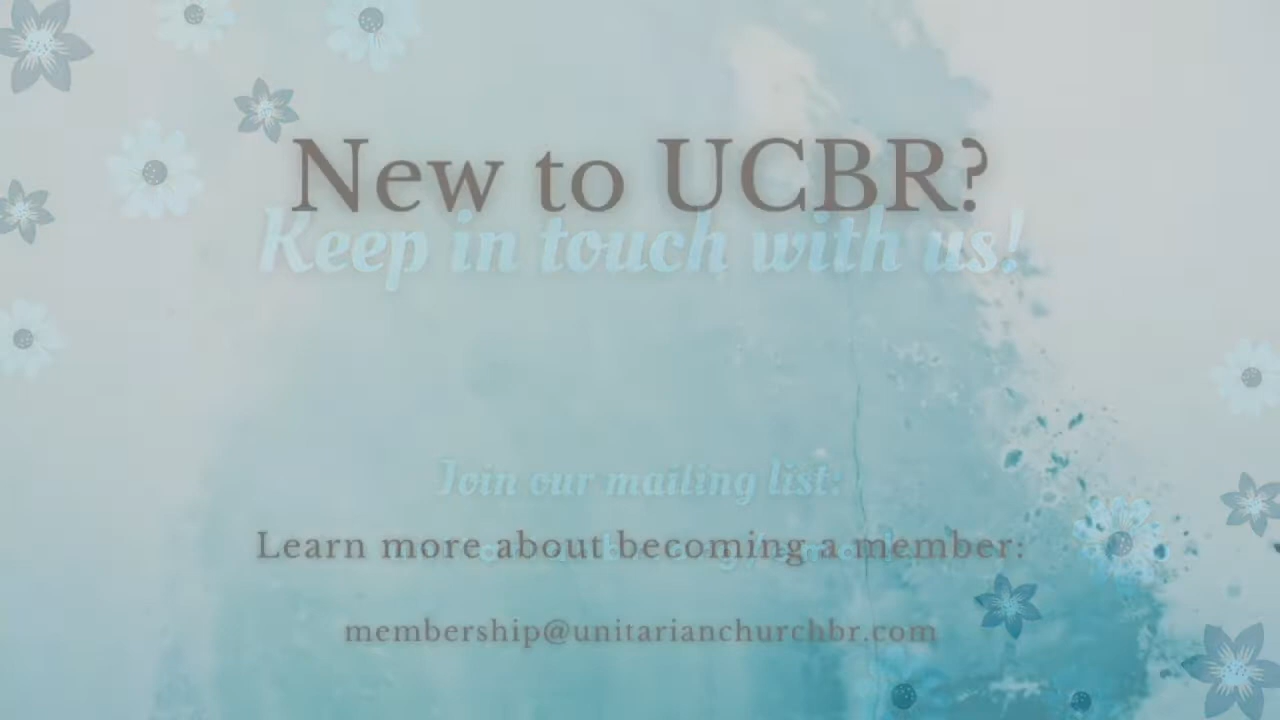 New to UCBR?
Keep in touch with us!
Join our mailing list:
Learn more about becoming a member:
membership@unitarianchurchbr.com